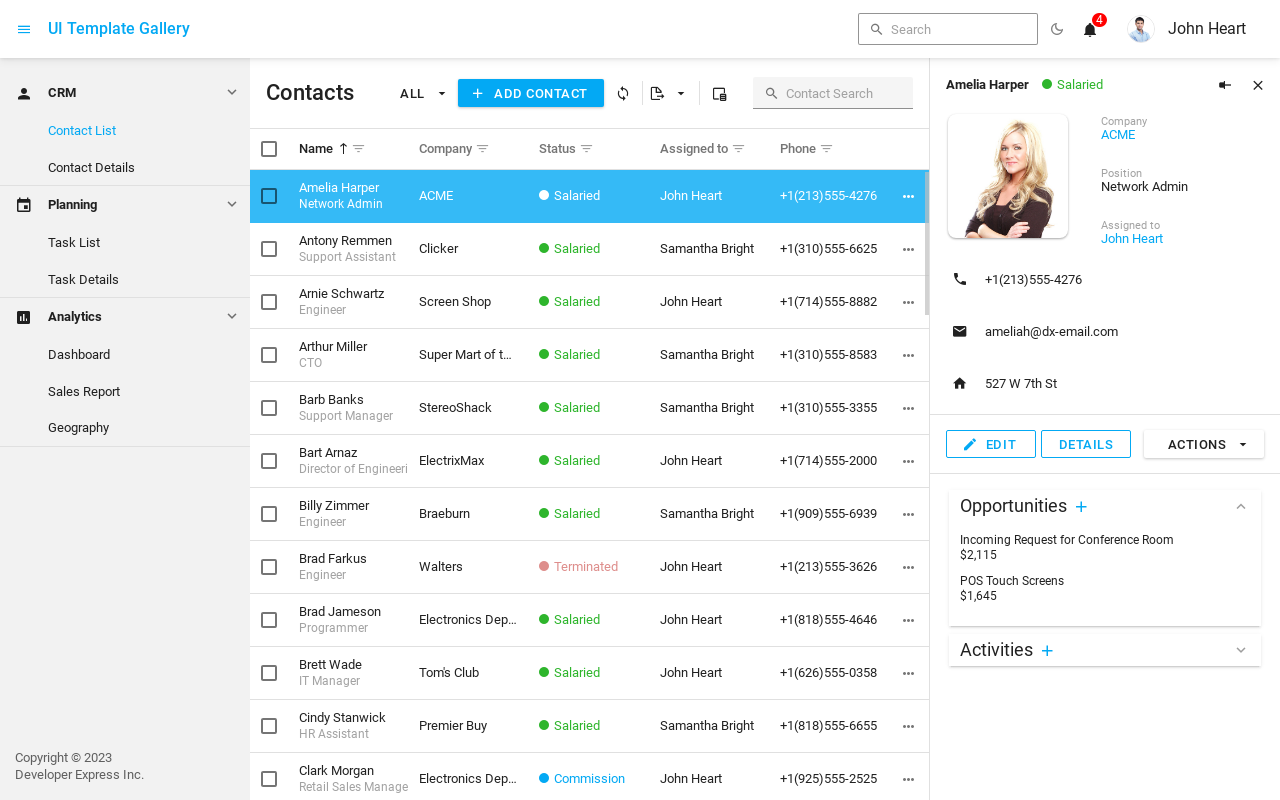 UI Template Gallery
Search
4
John Heart
CRM
Contact List
Contact Details
Planning
Task List
Task Details
Analytics
Dashboard
Sales Report
Geography
Copyright © 2023
Developer Express Inc.
Contacts
ALL
ADD CONTACT
Contact Search
Name Company Status Assigned to Phone
Amelia Harper
Network Admin
ACME Salaried John Heart +1(213)555-4276
Antony Remmen
Support Assistant
Clicker Salaried Samantha Bright +1(310)555-6625
Arnie Schwartz
Engineer
Screen Shop Salaried John Heart +1(714)555-8882
Arthur Miller
CTO
Super Mart of t... Salaried Samantha Bright +1(310)555-8583
Barb Banks
Support Manager
StereoShack Salaried Samantha Bright +1(310)555-3355
Bart Arnaz
Director of Engineeri
ElectrixMax Salaried John Heart +1(714)555-2000
Billy Zimmer
Engineer
Braeburn Salaried Samantha Bright +1(909)555-6939
Brad Farkus
Engineer
Walters Terminated John Heart +1(213)555-3626
Brad Jameson
Programmer
Electronics Dep... Salaried John Heart +1(818)555-4646
Brett Wade
IT Manager
Tom's Club Salaried John Heart +1(626)555-0358
Cindy Stanwick
HR Assistant
Premier Buy Salaried Samantha Bright +1(818)555-6655
Clark Morgan
Retail Sales Manage
Electronics Dep... Commission John Heart +1(925)555-2525
Amelia Harper Salaried
Company
ACME
Position
Network Admin
Assigned to
John Heart
+1(213)555-4276
ameliah@dx-email.com
527 W 7th St
EDIT DETAILS ACTIONS
Opportunities
Incoming Request for Conference Room
$2,115
POS Touch Screens
$1,645
Activities